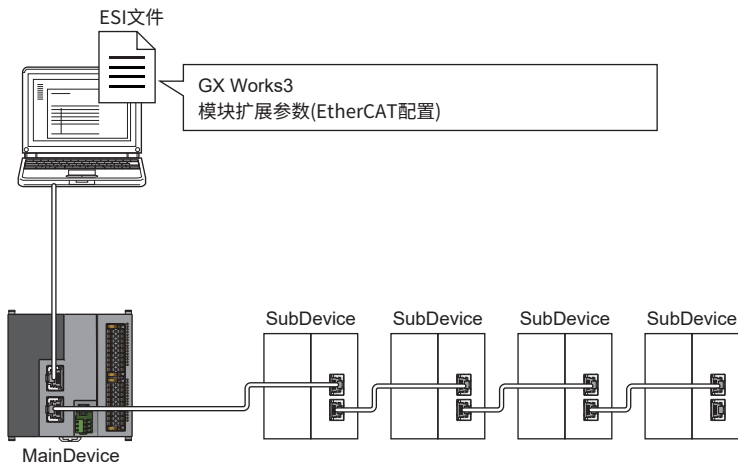 ESI文件
GX Works3
模块扩展参数(EtherCAT配置)
SubDevice
SubDevice
SubDevice
SubDevice
MainDevice